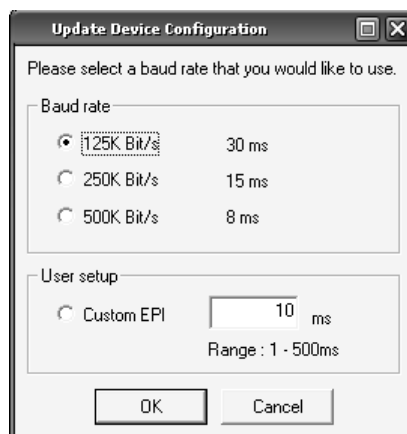 Update Device Configuration
Please select a baud rate that you would like to use.
Baud rate
125K Bit/s 30 ms
250K Bit/s 15 ms
500K Bit/s 8 ms
User setup
Custom EPI 10 ms
Range : 1 - 500ms
OK Cancel